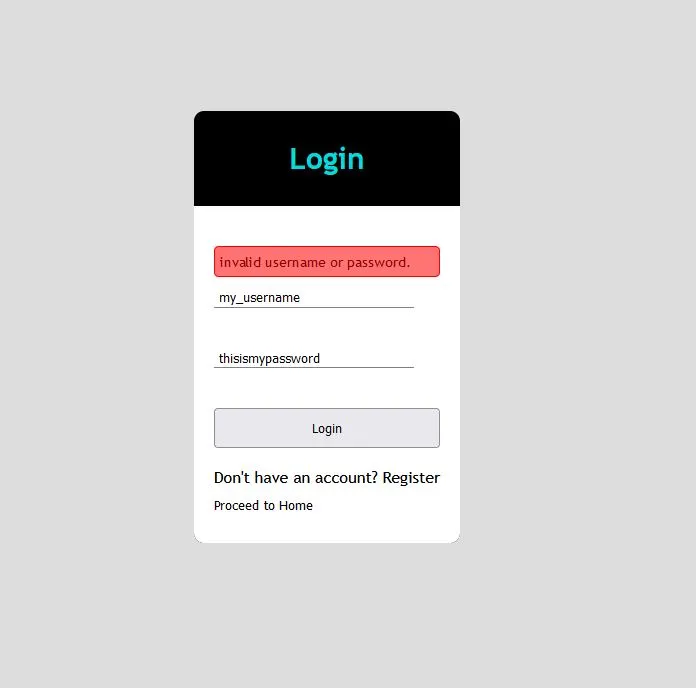 Login
invalid username or password.
my_username
thisismypassword
Login
Don't have an account? Register
Proceed to Home